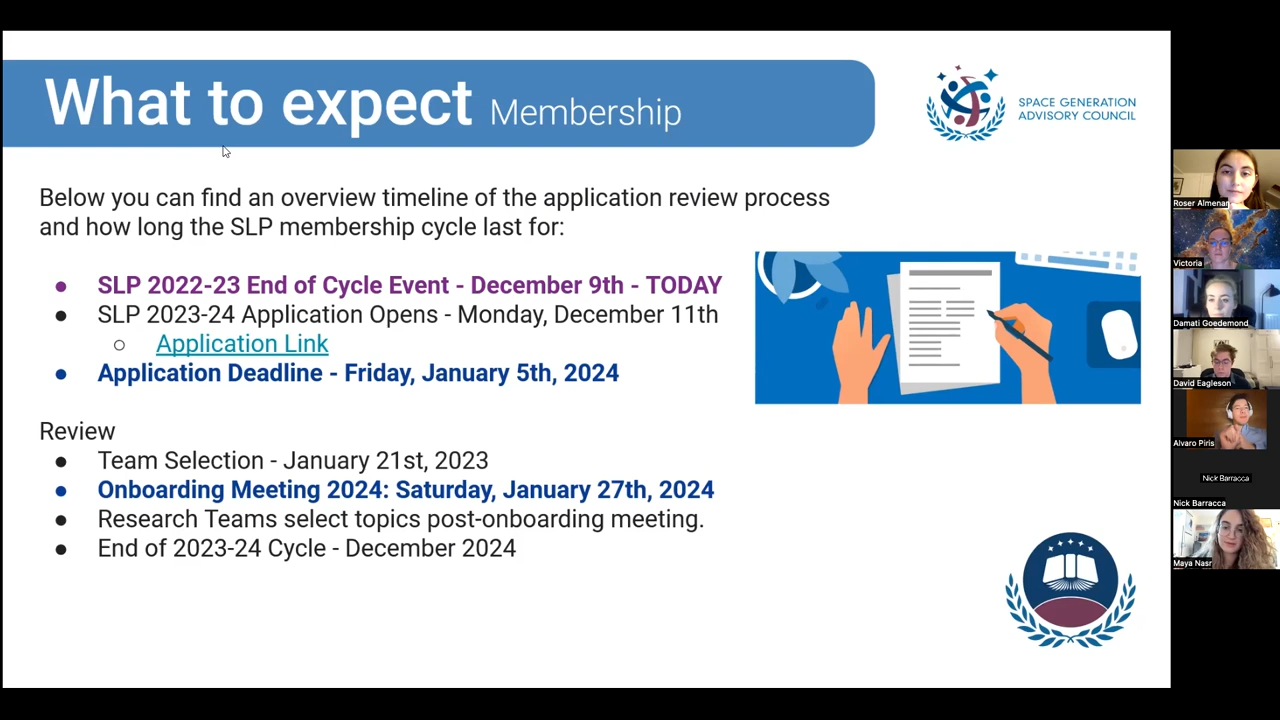 What to expect Membership
SPACE GENERATION
ADVISORY COUNCIL
Below you can find an overview timeline of the application review process
and how long the SLP membership cycle last for:
● SLP 2022-23 End of Cycle Event - December 9th - TODAY
● SLP 2023-24 Application Opens - Monday, December 11th
○ Application Link
● Application Deadline - Friday, January 5th, 2024
Review
● Team Selection - January 21st, 2023
● Onboarding Meeting 2024: Saturday, January 27th, 2024
● Research Teams select topics post-onboarding meeting.
● End of 2023-24 Cycle - December 2024
Roser Almenar
Victoria
Damati Goedemond
David Eagleson
Alvaro Piris
Nick Barracca
Nick Barracca
Maya Nasr